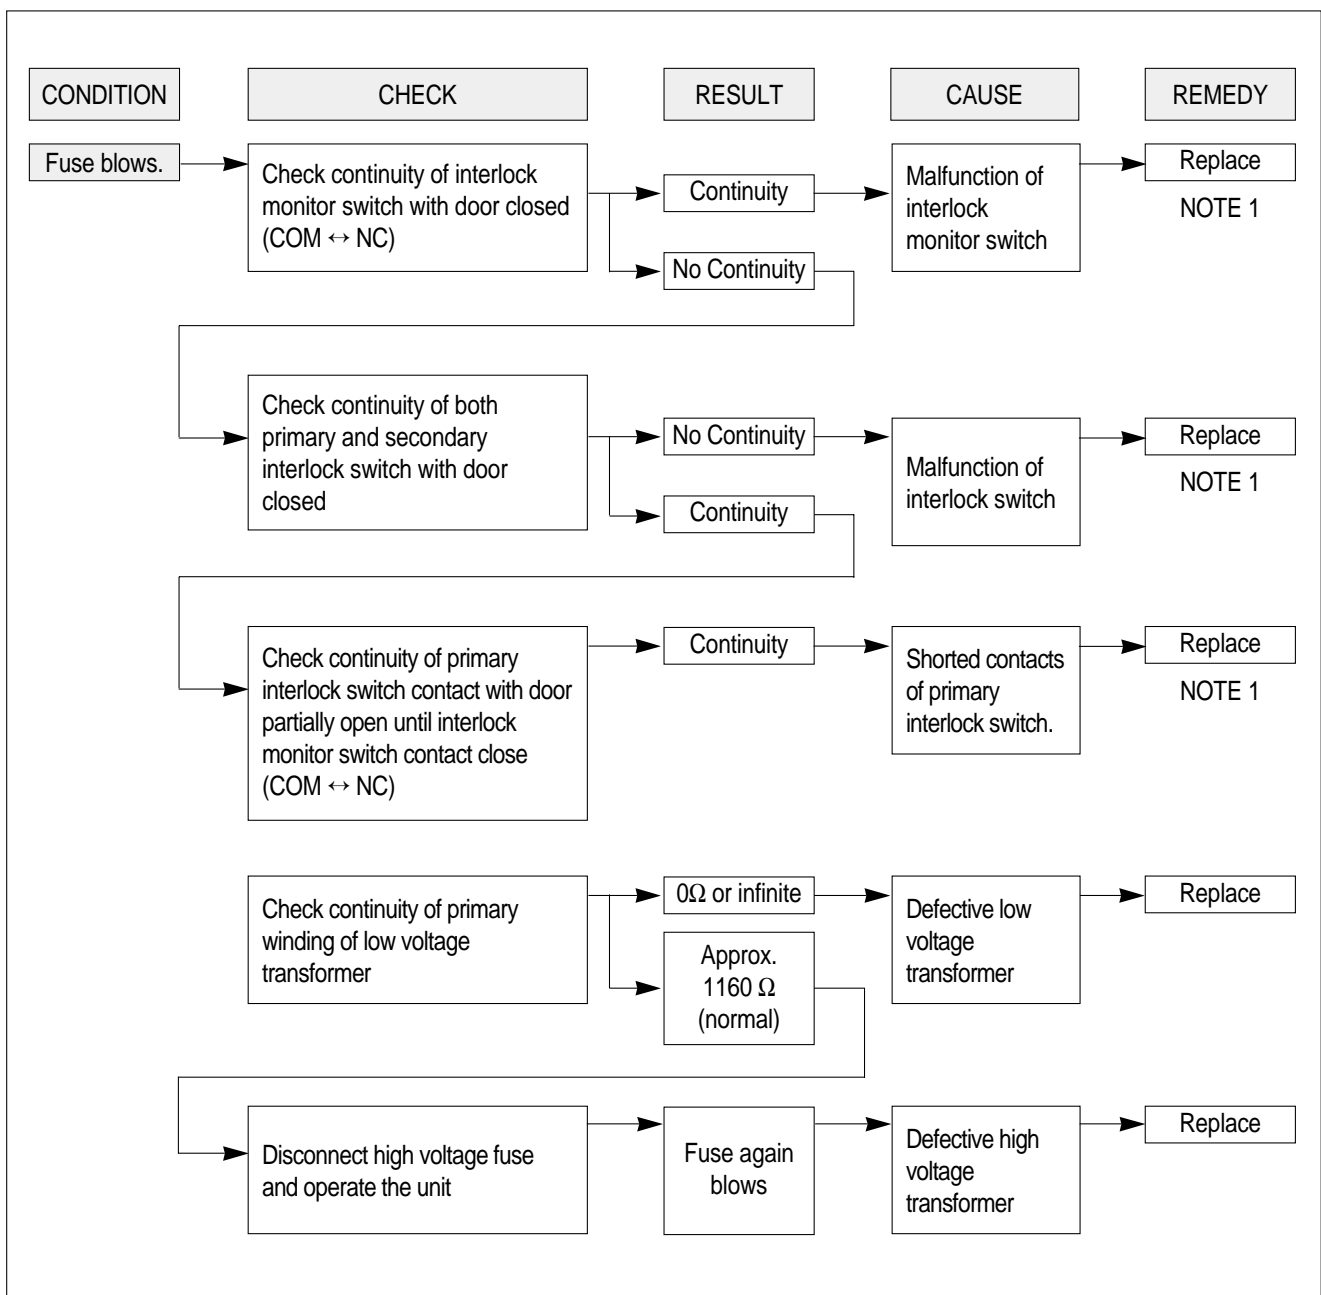 CONDITION
CHECK
RESULT
CAUSE
REMEDY
Fuse blows.
Check continuity of interlock
monitor switch with door closed
(COM ↔ NC)
Continuity
No Continuity
Malfunction of
interlock
monitor switch
Replace
NOTE 1
Check continuity of both
primary and secondary
interlock switch with door
closed
No Continuity
Continuity
Malfunction of
interlock switch
Replace
NOTE 1
Check continuity of primary
interlock switch contact with door
partially open until interlock
monitor switch contact close
(COM ↔ NC)
Continuity
Shorted contacts
of primary
interlock switch.
Replace
NOTE 1
Check continuity of primary
winding of low voltage
transformer
0Ω or infinite
Approx.
1160 Ω
(normal)
Defective low
voltage
transformer
Replace
Disconnect high voltage fuse
and operate the unit
Fuse again
blows
Defective high
voltage
transformer
Replace